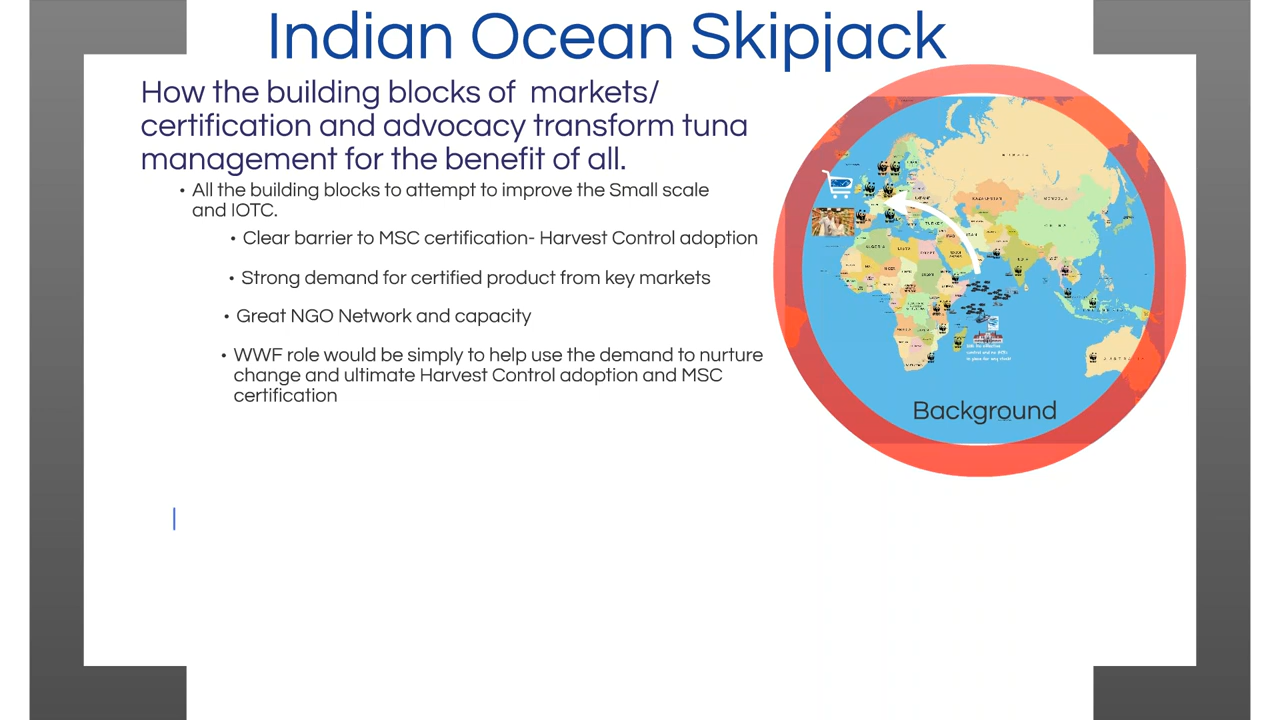 Indian Ocean Skipjack
How the building blocks of  markets/
certification and advocacy transform tuna
management for the benefit of all.
• All the building blocks to attempt to improve the Small scale
and IOTC.
• Clear barrier to MSC certification- Harvest Control adoption
• Strong demand for certified product from key markets
• Great NGO Network and capacity
• WWF role would be simply to help use the demand to nurture
change and ultimate Harvest Control adoption and MSC
certification
Background